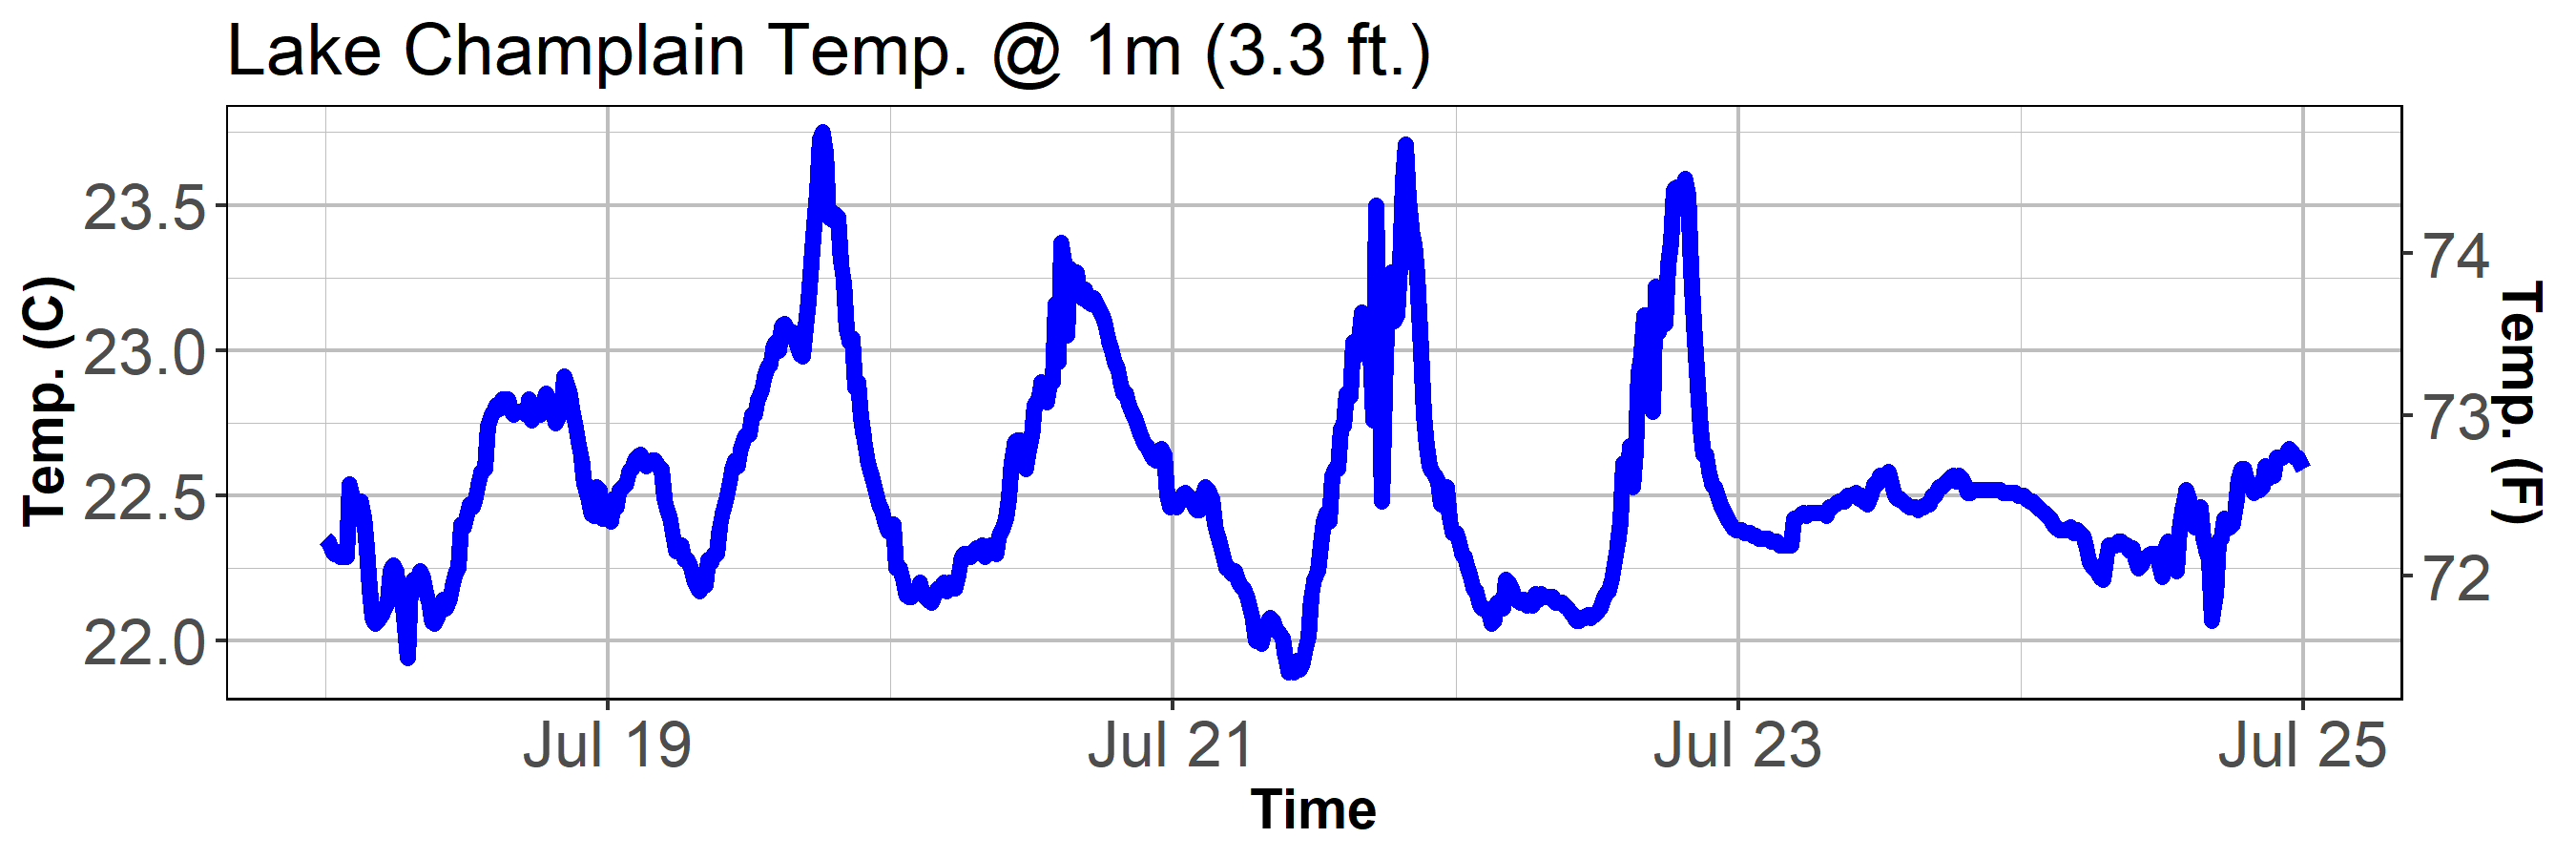 Lake Champlain Temp. @ 1m (3.3 ft.)
Temp. (C)
23.5
23.0
22.5
22.0
74
73
72
Temp. (F)
Jul 19 Jul 21 Jul 23 Jul 25
Time